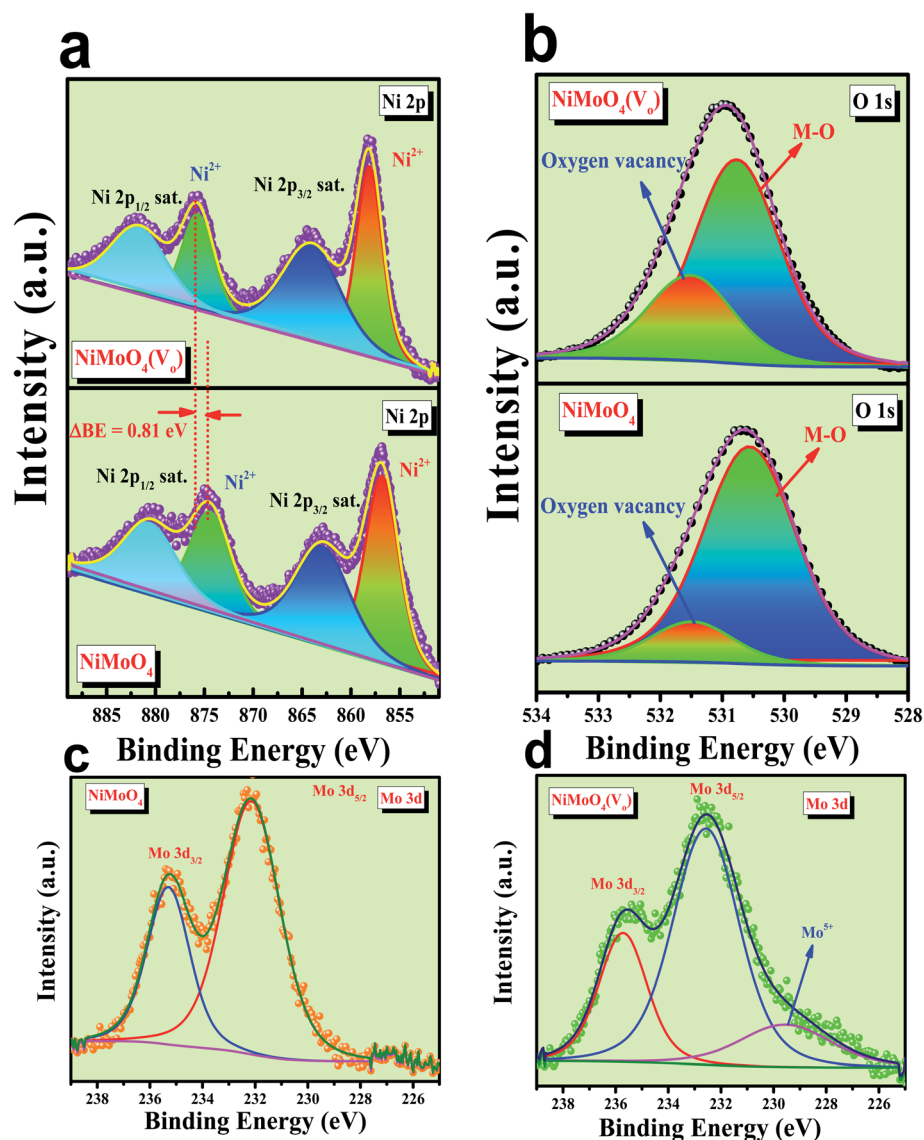 a
Ni 2p
Ni²⁺
Ni²⁺
Ni 2p₃/₂ sat.
Ni 2p₁/₂ sat.
NiMoO₄(Vₒ)
Ni 2p
ΔBE = 0.81 eV
Ni 2p₁/₂ sat.
Ni²⁺
Ni 2p₃/₂ sat.
Ni²⁺
NiMoO₄
Intensity (a.u.)
885 880 875 870 865 860 855
Binding Energy (eV)
b
NiMoO₄(Vₒ)
O 1s
M-O
Oxygen vacancy
NiMoO₄
O 1s
M-O
Oxygen vacancy
Intensity (a.u.)
534 533 532 531 530 529 528
Binding Energy (eV)
c
NiMoO₄
Mo 3d₅/₂
Mo 3d
Mo 3d₃/₂
Intensity (a.u.)
238 236 234 232 230 228 226
Binding Energy (eV)
d
NiMoO₄(Vₒ)
Mo 3d₅/₂
Mo 3d
Mo 3d₃/₂
Mo⁵⁺
Intensity (a.u.)
238 236 234 232 230 228 226
Binding Energy (eV)